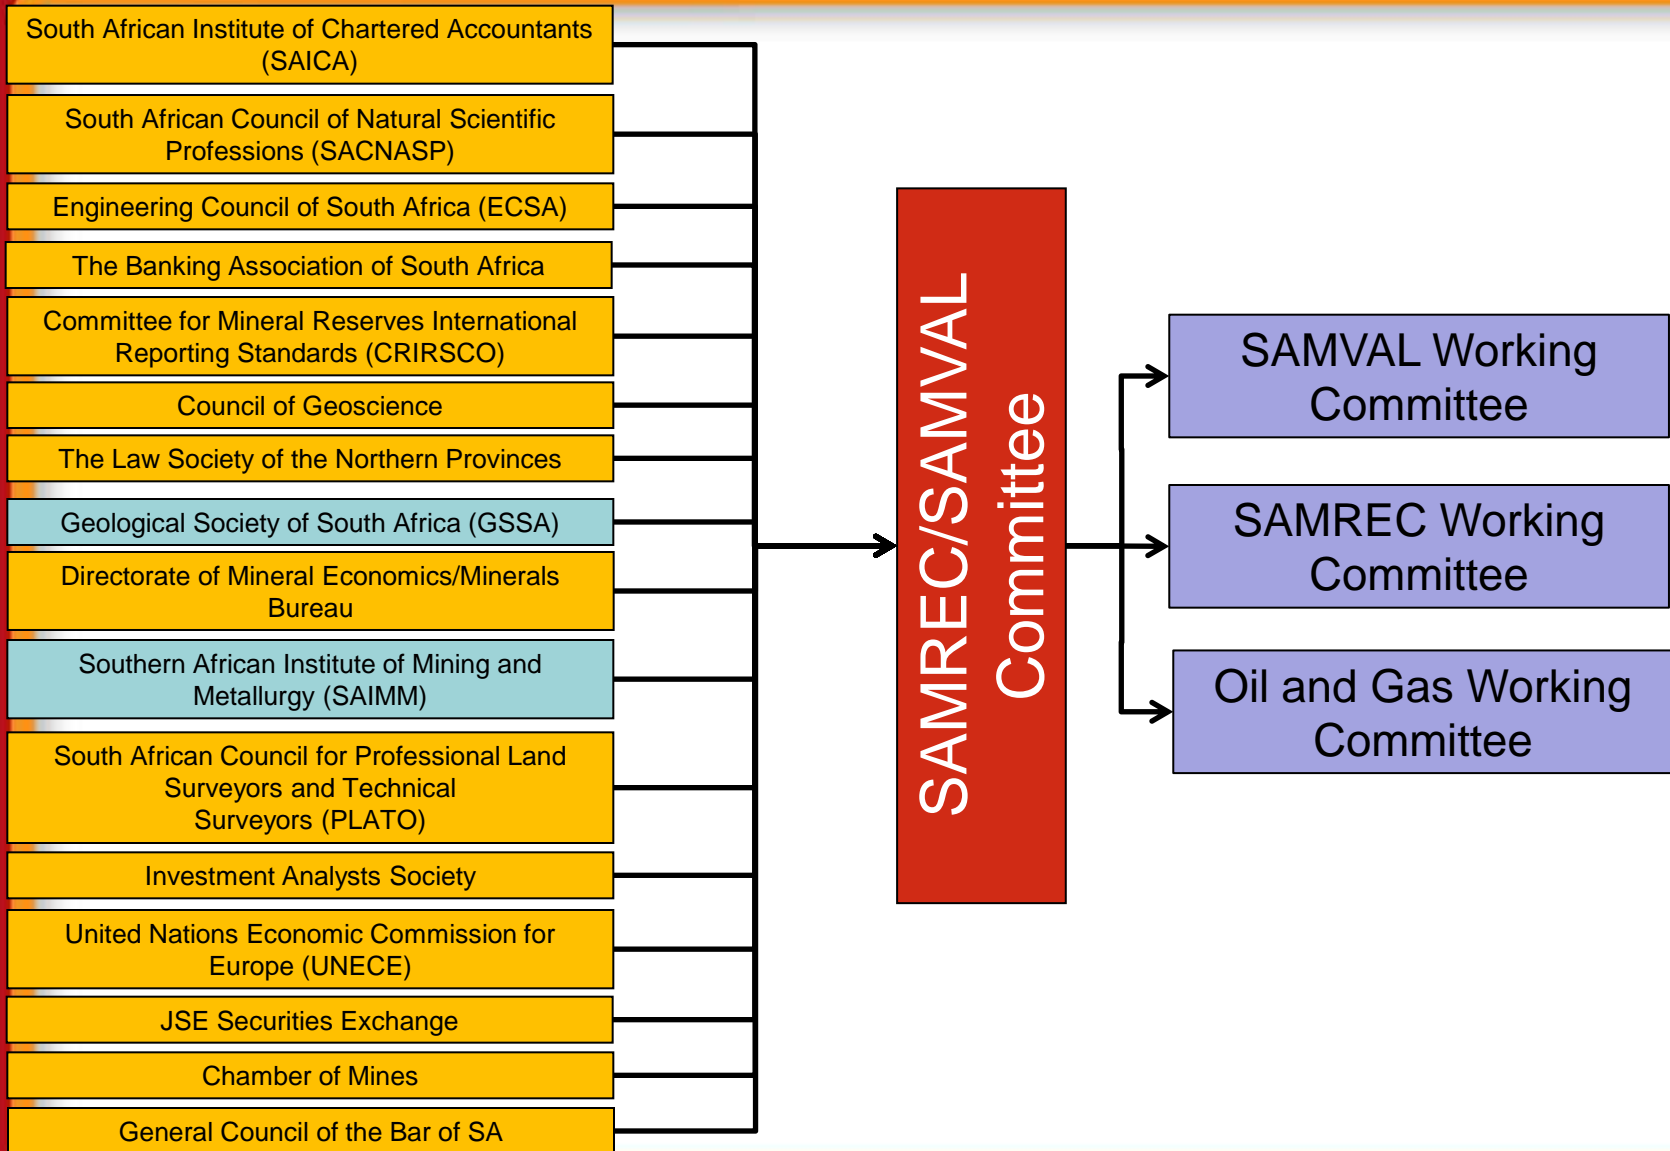 South African Institute of Chartered Accountants
(SAICA)
South African Council of Natural Scientific
Professions (SACNASP)
Engineering Council of South Africa (ECSA)
The Banking Association of South Africa
Committee for Mineral Reserves International
Reporting Standards (CRIRSCO)
Council of Geoscience
The Law Society of the Northern Provinces
Geological Society of South Africa (GSSA)
Directorate of Mineral Economics/Minerals
Bureau
Southern African Institute of Mining and
Metallurgy (SAIMM)
South African Council for Professional Land
Surveyors and Technical
Surveyors (PLATO)
Investment Analysts Society
United Nations Economic Commission for
Europe (UNECE)
JSE Securities Exchange
Chamber of Mines
General Council of the Bar of SA
SAMREC/SAMVAL
Committee
SAMVAL Working
Committee
SAMREC Working
Committee
Oil and Gas Working
Committee